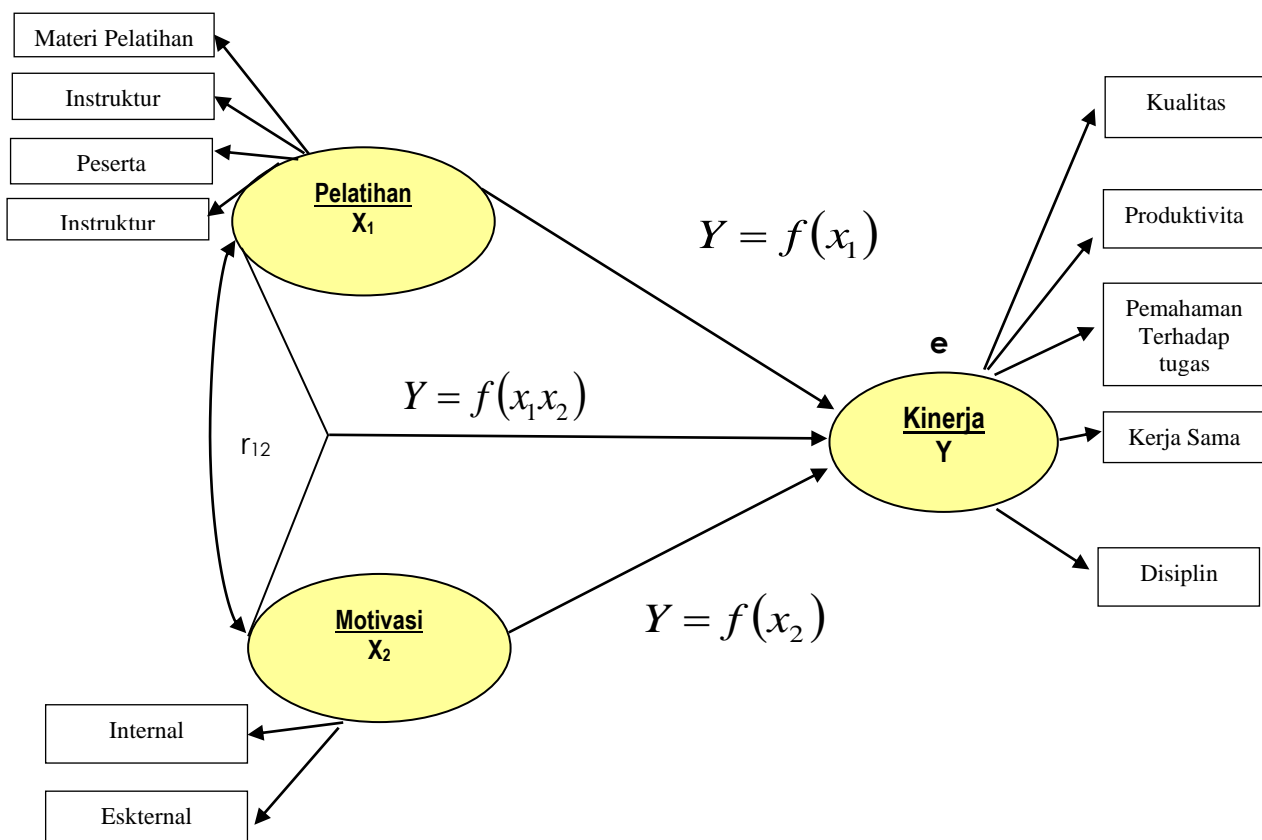 Materi Pelatihan
Instruktur
Peserta
Instruktur
Pelatihan
X₁
Y = f(x₁)
Kualitas
Produktivita
Pemahaman
Terhadap
tugas
e
Y = f(x₁x₂)
Kinerja
Y
Kerja Sama
r₁₂
Disiplin
Motivasi
X₂
Y = f(x₂)
Internal
Eskternal